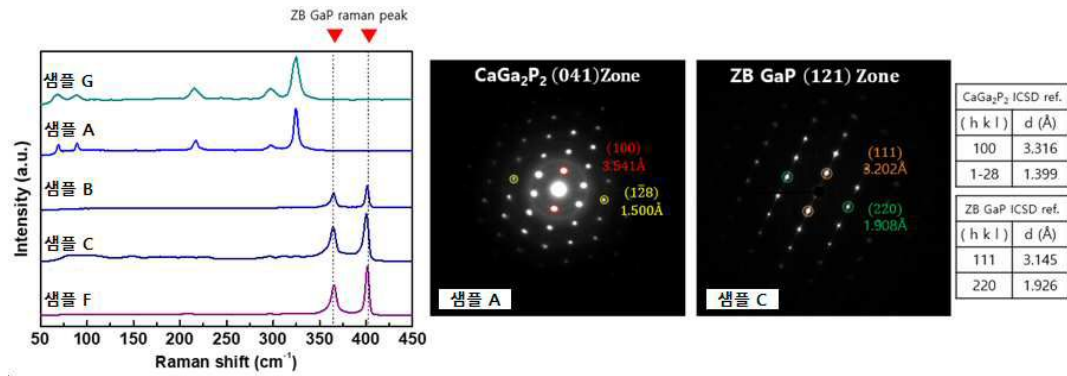 ZB GaP raman peak
샘플 G
샘플 A
샘플 B
샘플 C
샘플 F
Intensity (a.u.)
50 100 150 200 250 300 350 400 450
Raman shift (cm⁻¹)
CaGa₂P₂ (041) Zone
(100)
3.541Å
(12̄8)
1.500Å
샘플 A
ZB GaP (121) Zone
(111)
3.202Å
(22̄0)
1.908Å
샘플 C
CaGa₂P₂ ICSD ref.
( h k l ) d (Å)
100 3.316
1-28 1.399
ZB GaP ICSD ref.
( h k l ) d (Å)
111 3.145
220 1.926